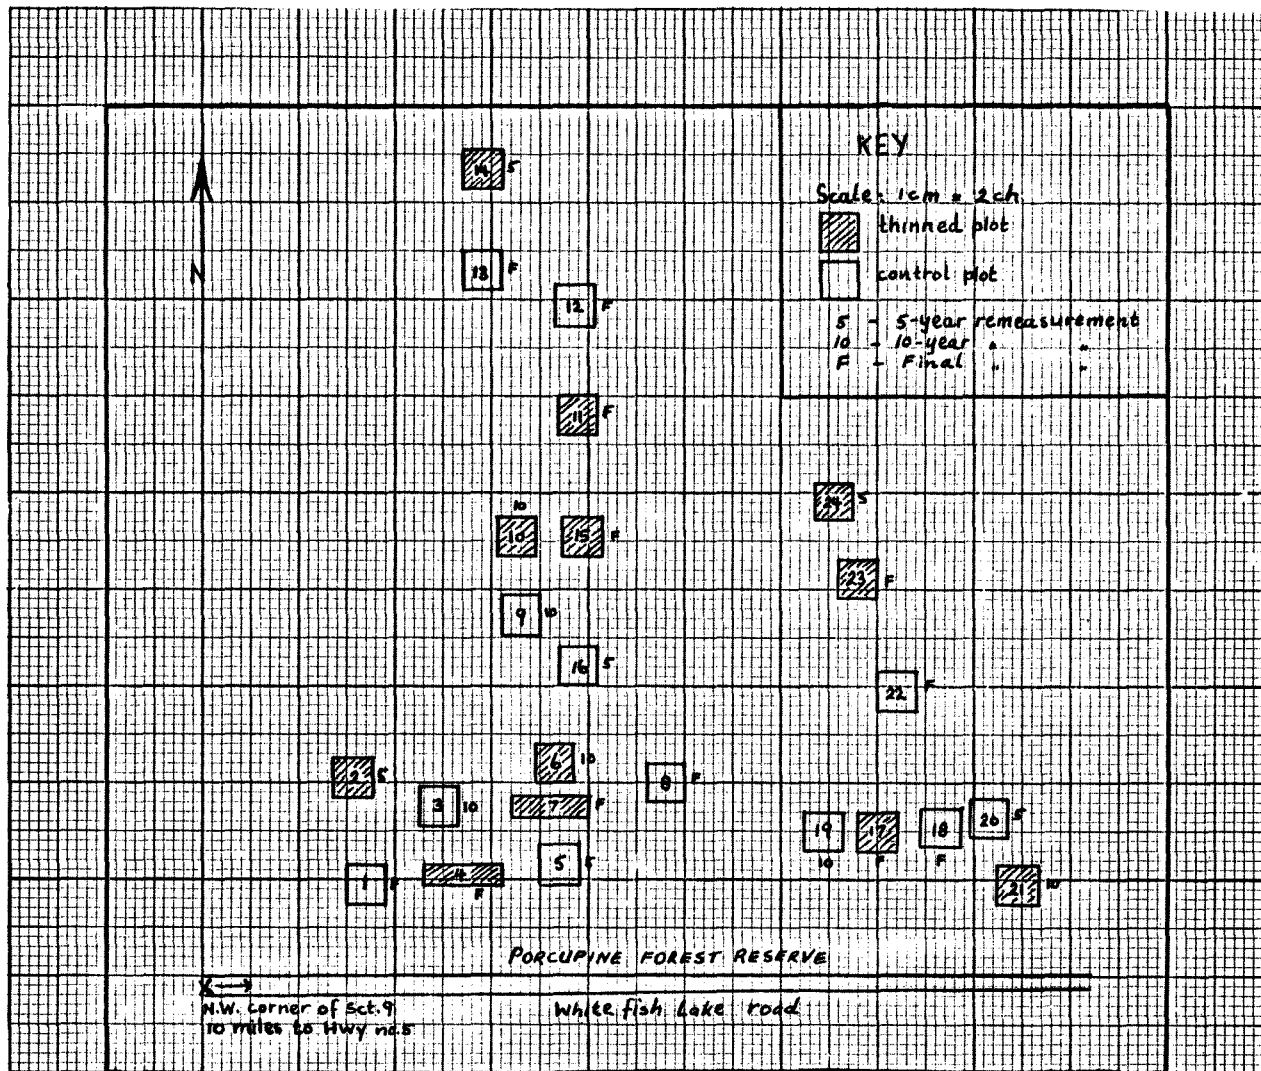 KEY
Scale: 1cm = 2ch
thinned plot
control plot
5 - 5-year remeasurement
10 - 10-year " "
F - Final " "
N
14 5
13 F
12 F
11 F
10
10
15 F
9 10
16 5
24 5
23 F
22 F
2 5
3 10
6 10
7 F
8 F
1 F
4
F
5 5
19
10
17
F
18
F
20 5
21 10
PORCUPINE FOREST RESERVE
X
N.W. corner of Sct.9
10 miles to Hwy no.5
White fish Lake road